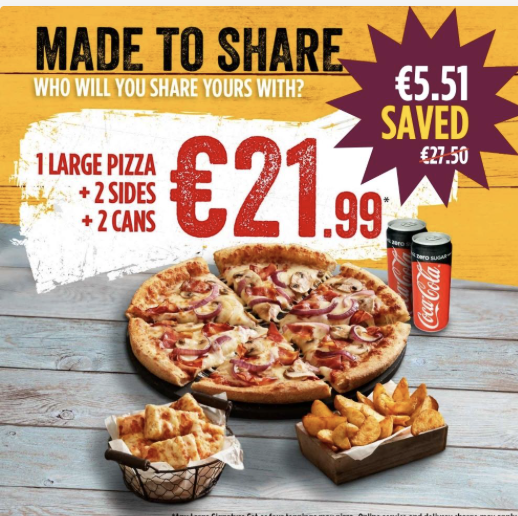 MADE TO SHARE
WHO WILL YOU SHARE YOURS WITH?
€5.51
SAVED
€27.50
1 LARGE PIZZA
+ 2 SIDES
+ 2 CANS
€21.99*
zero sugar
Coca-Cola